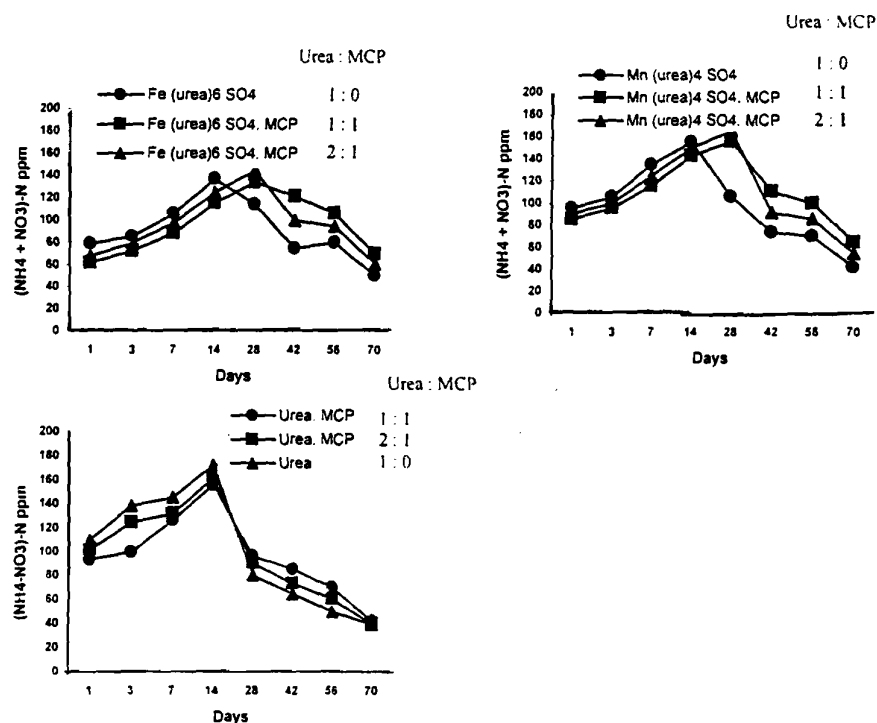 Urea : MCP
Fe (urea)6 SO4 1 : 0
Fe (urea)6 SO4. MCP 1 : 1
Fe (urea)6 SO4. MCP 2 : 1
(NH4 + NO3)-N ppm
200
180
160
140
120
100
80
60
40
20
0
1 3 7 14 28 42 56 70
Days
Urea : MCP
Mn (urea)4 SO4 1 : 0
Mn (urea)4 SO4. MCP 1 : 1
Mn (urea)4 SO4. MCP 2 : 1
(NH4 + NO3)-N ppm
200
180
160
140
120
100
80
60
40
20
0
1 3 7 14 28 42 56 70
Days
Urea : MCP
Urea. MCP 1 : 1
Urea. MCP 2 : 1
Urea 1 : 0
(NH4-NO3)-N ppm
200
180
160
140
120
100
80
60
40
20
0
1 3 7 14 28 42 56 70
Days